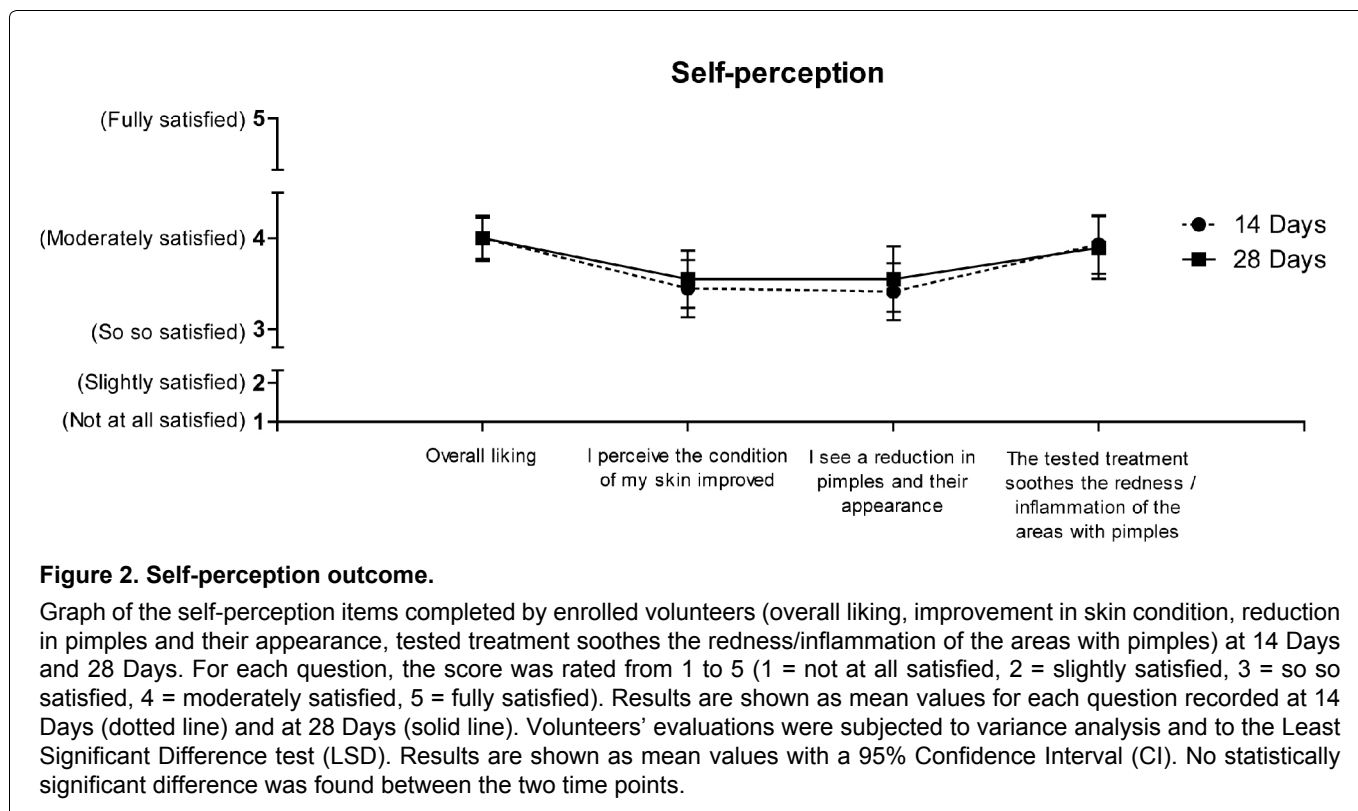 Self-perception
(Fully satisfied) 5
(Moderately satisfied) 4
(So so satisfied) 3
(Slightly satisfied) 2
(Not at all satisfied) 1
14 Days
28 Days
Overall liking
I perceive the condition
of my skin improved
I see a reduction in
pimples and their
appearance
The tested treatment
soothes the redness /
inflammation of the
areas with pimples
Figure 2. Self-perception outcome.
Graph of the self-perception items completed by enrolled volunteers (overall liking, improvement in skin condition, reduction
in pimples and their appearance, tested treatment soothes the redness/inflammation of the areas with pimples) at 14 Days
and 28 Days. For each question, the score was rated from 1 to 5 (1 = not at all satisfied, 2 = slightly satisfied, 3 = so so
satisfied, 4 = moderately satisfied, 5 = fully satisfied). Results are shown as mean values for each question recorded at 14
Days (dotted line) and at 28 Days (solid line). Volunteers’ evaluations were subjected to variance analysis and to the Least
Significant Difference test (LSD). Results are shown as mean values with a 95% Confidence Interval (CI). No statistically
significant difference was found between the two time points.